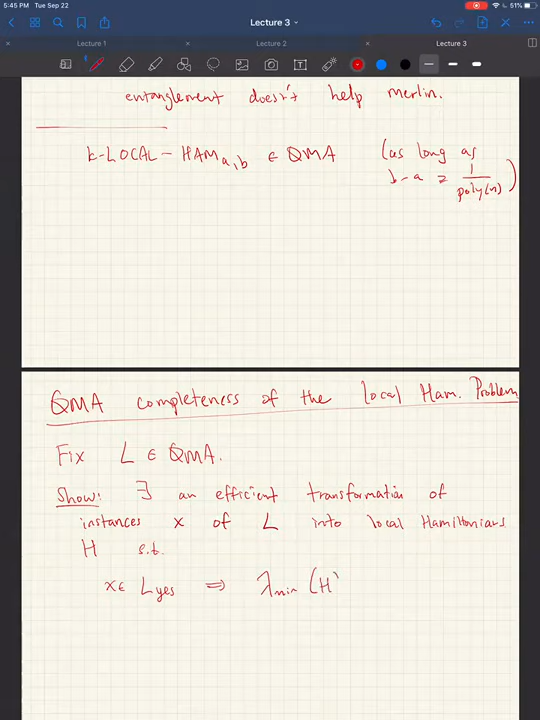 5:45 PM Tue Sep 22
51%
Lecture 3
Lecture 1
Lecture 2
Lecture 3
entanglement doesn't help merlin.
k-LOCAL-HAM_{a,b} ∈ QMA (as long as
b-a ≥ 1/poly(n))
QMA completeness of the local Ham. Problem
Fix L ∈ QMA.
Show: ∃ an efficient transformation of
instances x of L into local Hamiltonians
H s.t.
x ∈ Lyes ⇒ λmin (H)